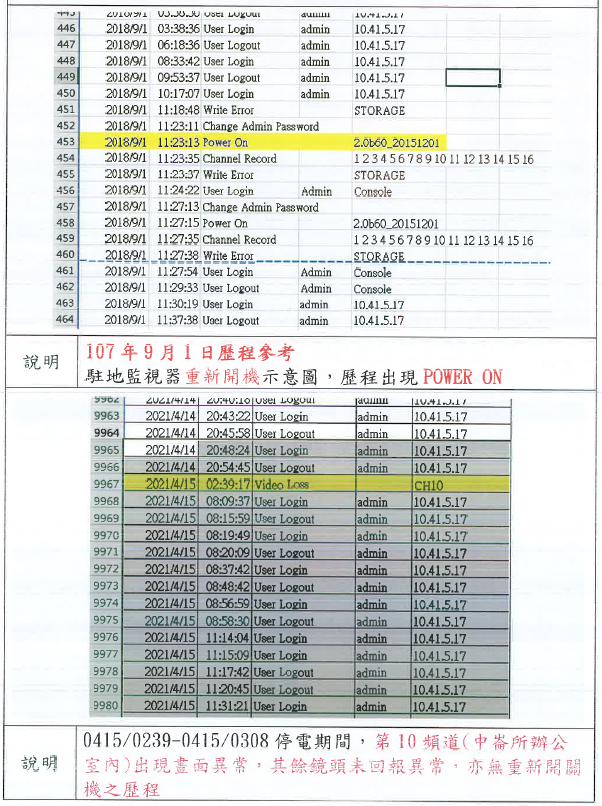 445 2018/9/1 03:38:30 User Logout admin 10.41.5.17
446 2018/9/1 03:38:36 User Login admin 10.41.5.17
447 2018/9/1 06:18:36 User Logout admin 10.41.5.17
448 2018/9/1 08:33:42 User Login admin 10.41.5.17
449 2018/9/1 09:53:37 User Logout admin 10.41.5.17
450 2018/9/1 10:17:07 User Login admin 10.41.5.17
451 2018/9/1 11:18:48 Write Error STORAGE
452 2018/9/1 11:23:11 Change Admin Password
453 2018/9/1 11:23:13 Power On 2.0b60_20151201
454 2018/9/1 11:23:35 Channel Record 1 2 3 4 5 6 7 8 9 10 11 12 13 14 15 16
455 2018/9/1 11:23:37 Write Error STORAGE
456 2018/9/1 11:24:22 User Login Admin Console
457 2018/9/1 11:27:13 Change Admin Password
458 2018/9/1 11:27:15 Power On 2.0b60_20151201
459 2018/9/1 11:27:35 Channel Record 1 2 3 4 5 6 7 8 9 10 11 12 13 14 15 16
460 2018/9/1 11:27:38 Write Error STORAGE
461 2018/9/1 11:27:54 User Login Admin Console
462 2018/9/1 11:29:33 User Logout Admin Console
463 2018/9/1 11:30:19 User Login admin 10.41.5.17
464 2018/9/1 11:37:38 User Logout admin 10.41.5.17
說明
107 年 9 月 1 日歷程參考
駐地監視器重新開機示意圖，歷程出現 POWER ON
9962 2021/4/14 20:40:18 User Logout admin 10.41.5.17
9963 2021/4/14 20:43:22 User Login admin 10.41.5.17
9964 2021/4/14 20:45:58 User Logout admin 10.41.5.17
9965 2021/4/14 20:48:24 User Login admin 10.41.5.17
9966 2021/4/14 20:54:45 User Logout admin 10.41.5.17
9967 2021/4/15 02:39:17 Video Loss CH10
9968 2021/4/15 08:09:37 User Login admin 10.41.5.17
9969 2021/4/15 08:15:59 User Logout admin 10.41.5.17
9970 2021/4/15 08:19:49 User Login admin 10.41.5.17
9971 2021/4/15 08:20:09 User Logout admin 10.41.5.17
9972 2021/4/15 08:37:42 User Login admin 10.41.5.17
9973 2021/4/15 08:48:42 User Logout admin 10.41.5.17
9974 2021/4/15 08:56:59 User Login admin 10.41.5.17
9975 2021/4/15 08:58:30 User Logout admin 10.41.5.17
9976 2021/4/15 11:14:04 User Login admin 10.41.5.17
9977 2021/4/15 11:15:09 User Login admin 10.41.5.17
9978 2021/4/15 11:17:42 User Logout admin 10.41.5.17
9979 2021/4/15 11:20:45 User Logout admin 10.41.5.17
9980 2021/4/15 11:31:21 User Login admin 10.41.5.17
說明
0415/0239-0415/0308 停電期間，第 10 頻道(中崙所辦公
室內)出現畫面異常，其餘鏡頭未回報異常，亦無重新開關
機之歷程